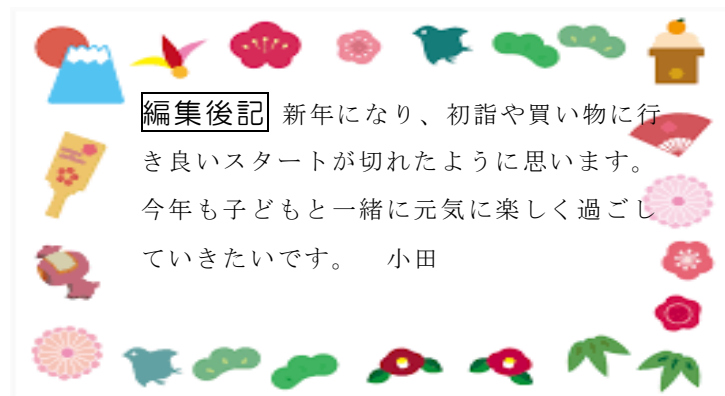 編集後記 新年になり、初詣や買い物に行
き良いスタートが切れたように思います。
今年も子どもと一緒に元気に楽しく過ごし
ていきたいです。　小田